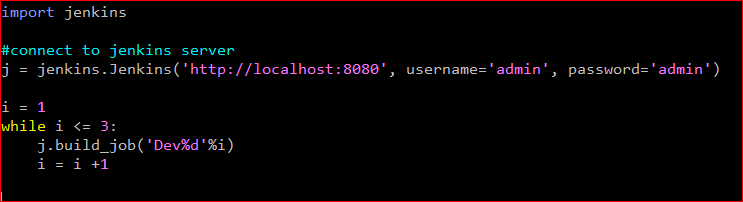 import jenkins
#connect to jenkins server
j = jenkins.Jenkins('http://localhost:8080', username='admin', password='admin')
i = 1
while i <= 3:
    j.build_job('Dev%d'%i)
    i = i +1